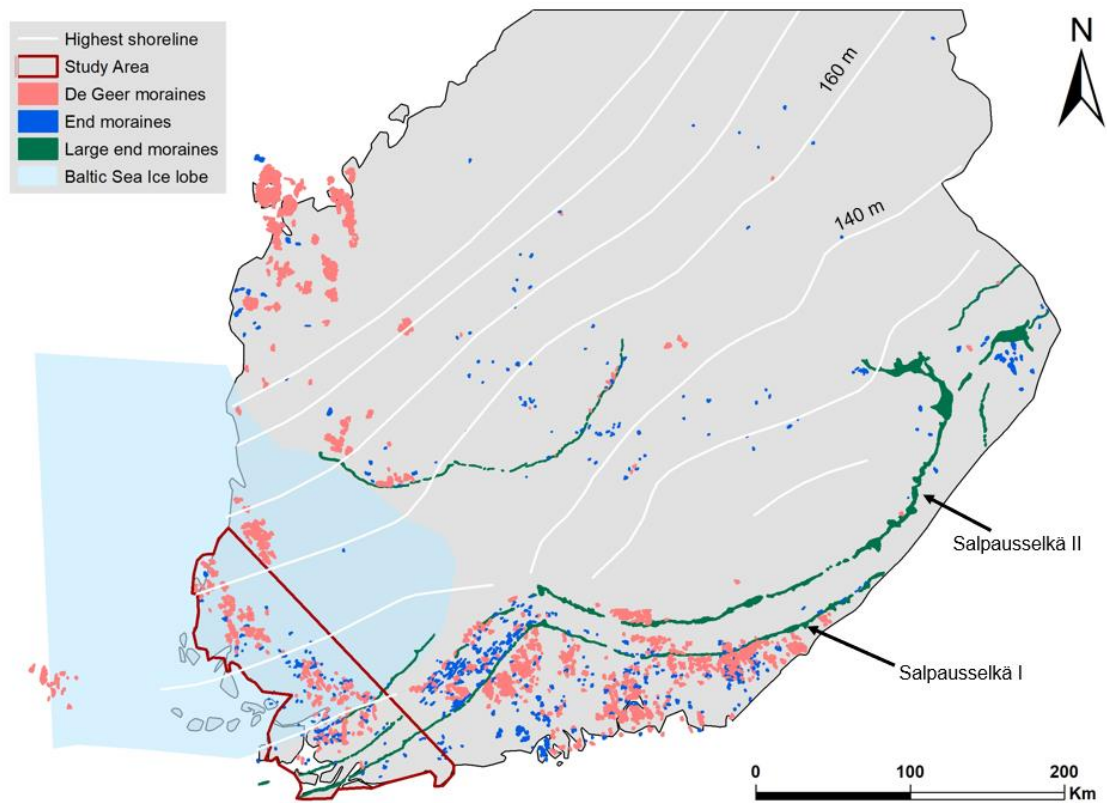 Highest shoreline
Study Area
De Geer moraines
End moraines
Large end moraines
Baltic Sea Ice lobe
N
160 m
140 m
Salpausselkä II
Salpausselkä I
0 100 200
Km